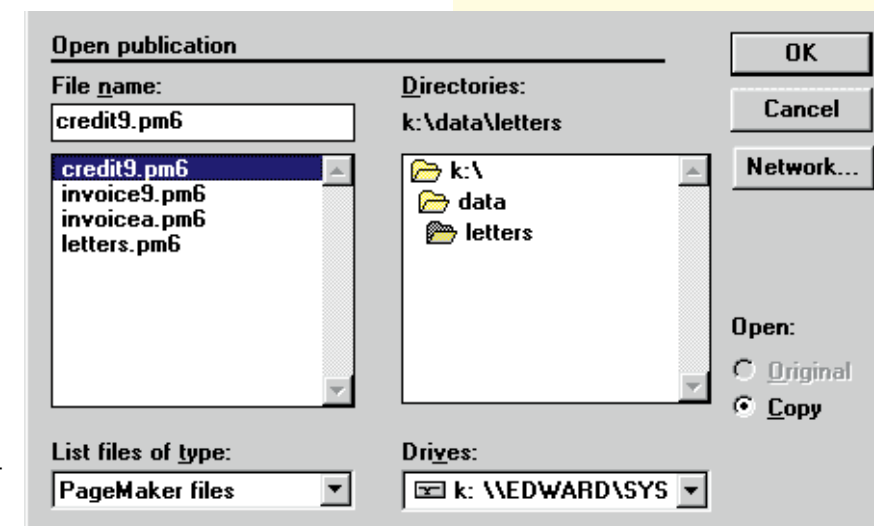 Open publication
File name:
credit9.pm6
credit9.pm6
invoice9.pm6
invoicea.pm6
letters.pm6
List files of type:
PageMaker files
Directories:
k:\data\letters
k:\
data
letters
Drives:
k: \\EDWARD\SYS
OK
Cancel
Network...
Open:
Original
Copy